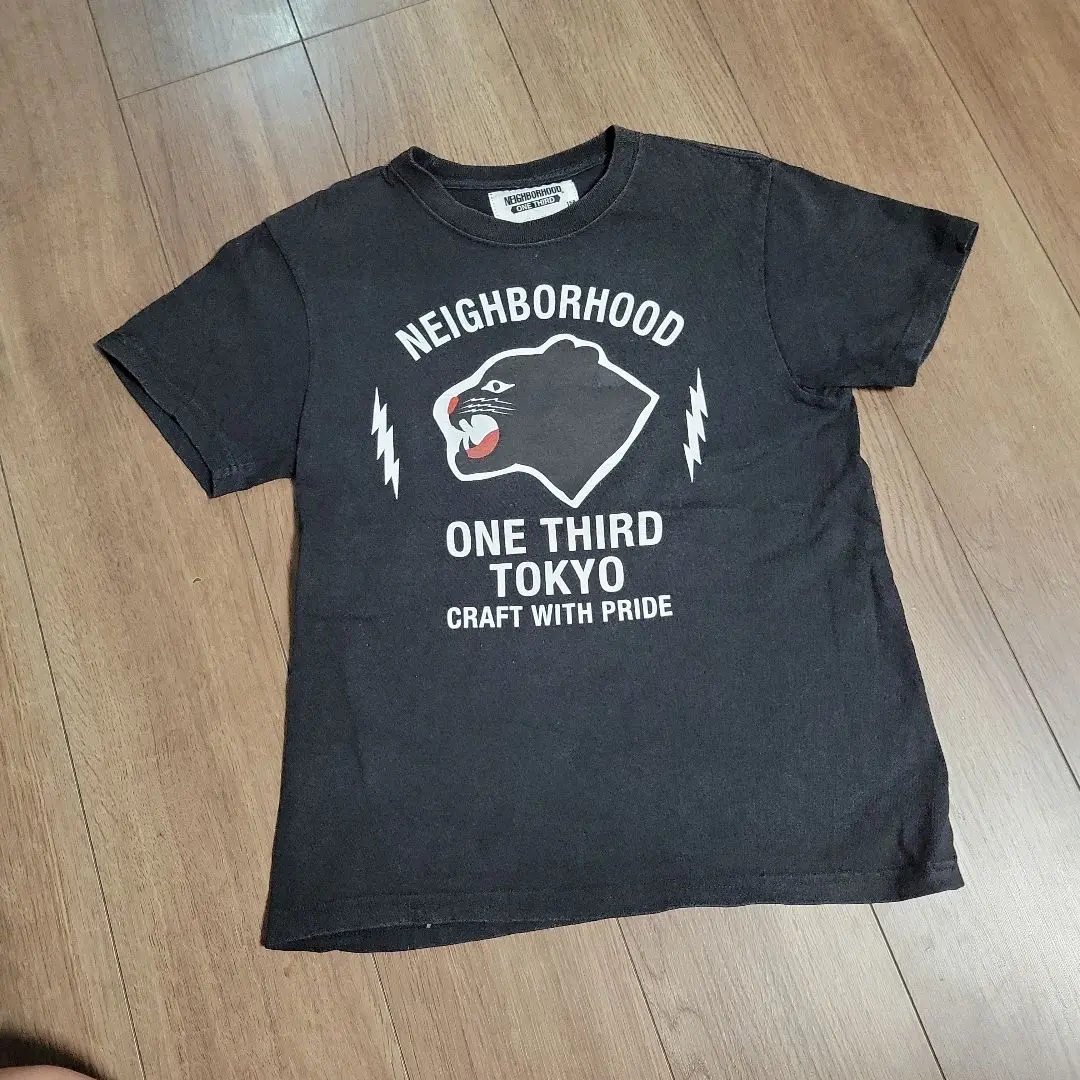 NEIGHBORHOOD
ONE THIRD
NEIGHBORHOOD
ONE THIRD
TOKYO
CRAFT WITH PRIDE